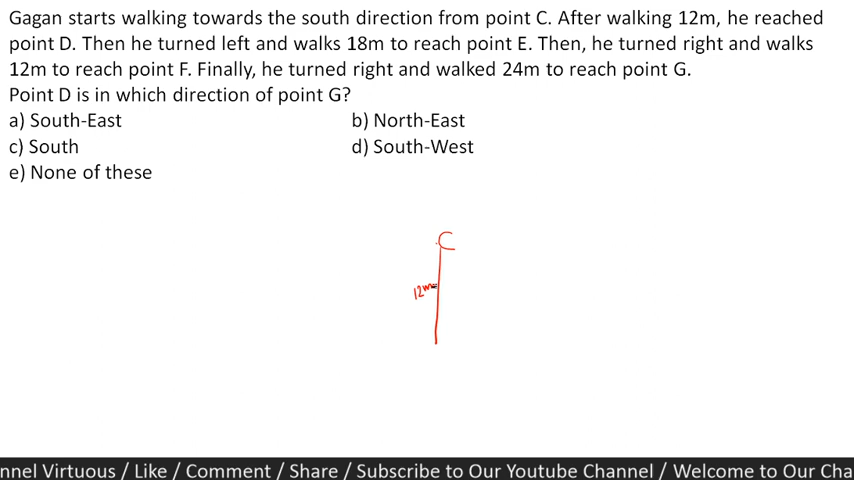 Gagan starts walking towards the south direction from point C. After walking 12m, he reached
point D. Then he turned left and walks 18m to reach point E. Then, he turned right and walks
12m to reach point F. Finally, he turned right and walked 24m to reach point G.
Point D is in which direction of point G?
a) South-East b) North-East
c) South d) South-West
e) None of these
C
12m
nnel Virtuous / Like / Comment / Share / Subscribe to Our Youtube Channel / Welcome to Our Cha